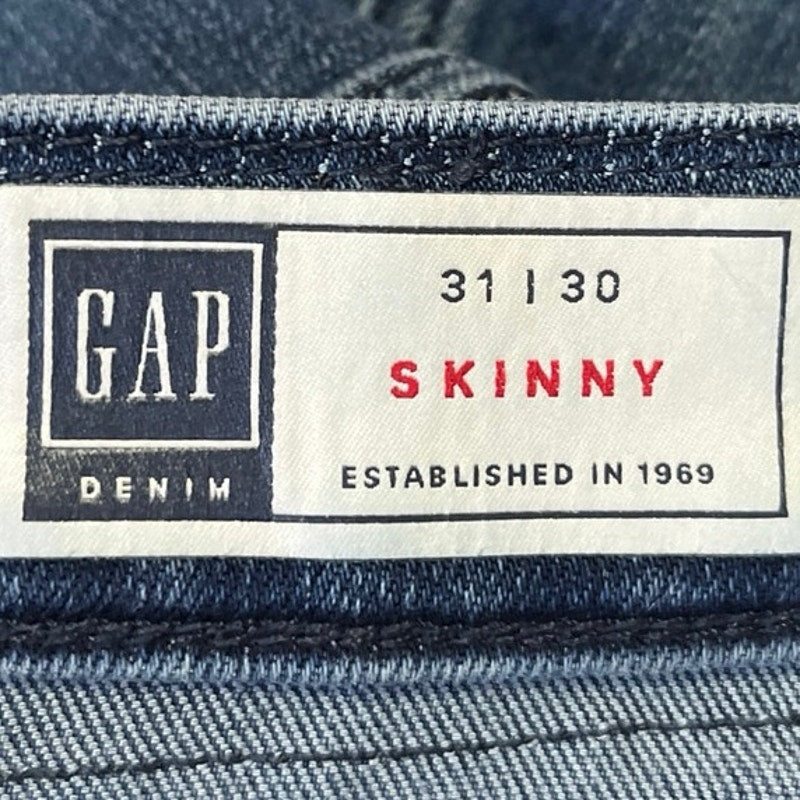 GAP
DENIM
31 | 30
SKINNY
ESTABLISHED IN 1969